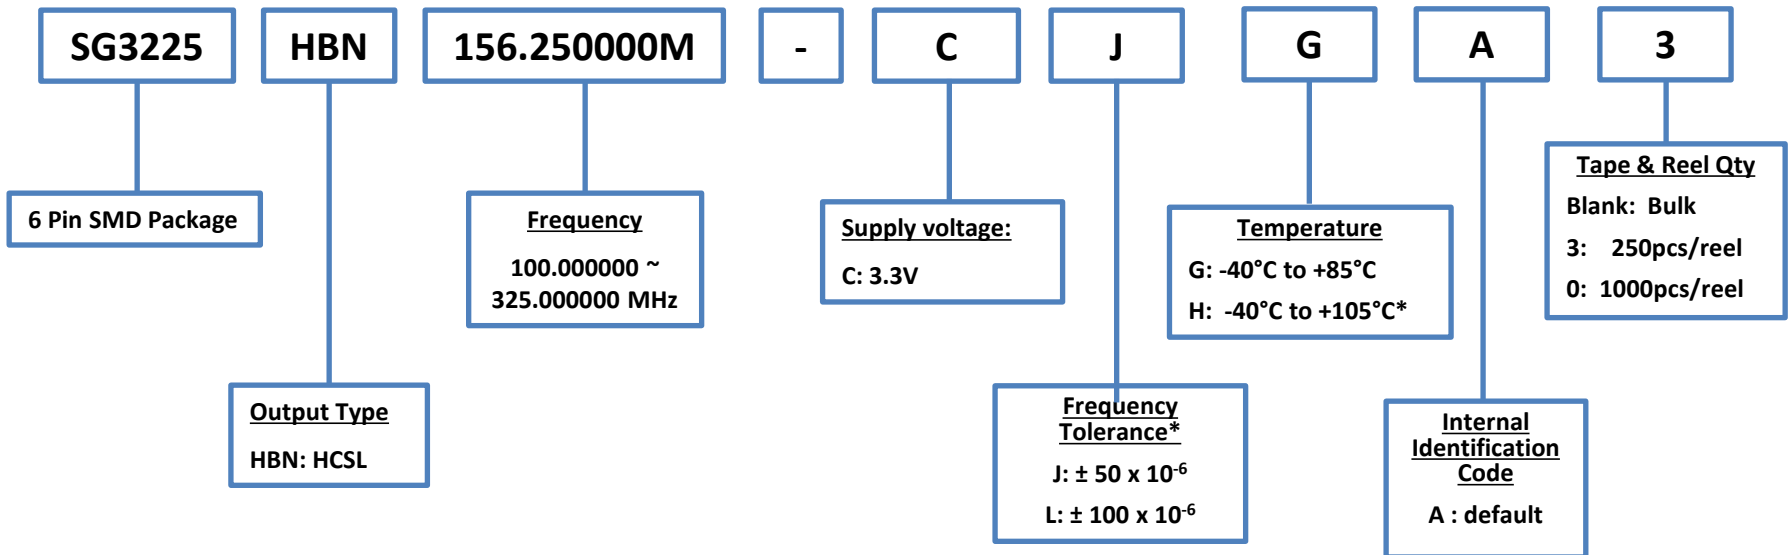 SG3225 HBN 156.250000M - C J G A 3
6 Pin SMD Package
Output Type
HBN: HCSL
Frequency
100.000000 ~
325.000000 MHz
Supply voltage:
C: 3.3V
Frequency
Tolerance*
J: ± 50 x 10⁻⁶
L: ± 100 x 10⁻⁶
Temperature
G: -40°C to +85°C
H: -40°C to +105°C*
Internal
Identification
Code
A : default
Tape & Reel Qty
Blank: Bulk
3: 250pcs/reel
0: 1000pcs/reel